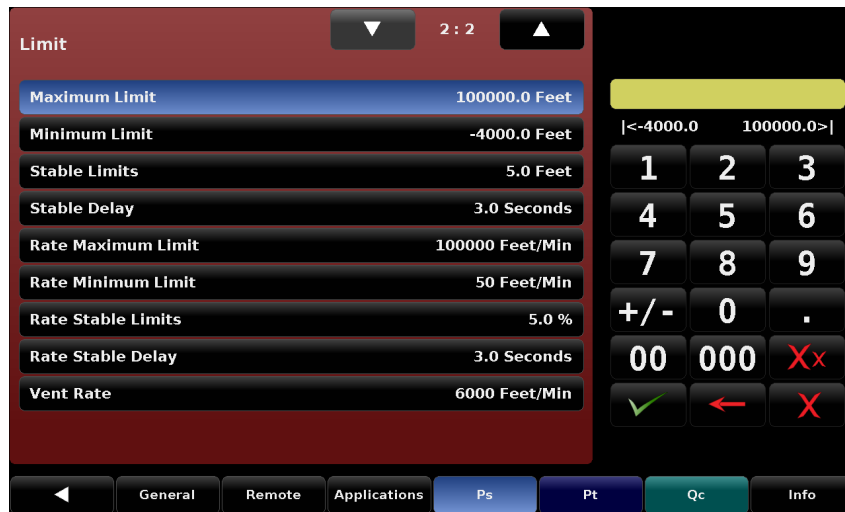 Limit
2 : 2
Maximum Limit 100000.0 Feet
Minimum Limit -4000.0 Feet
Stable Limits 5.0 Feet
Stable Delay 3.0 Seconds
Rate Maximum Limit 100000 Feet/Min
Rate Minimum Limit 50 Feet/Min
Rate Stable Limits 5.0 %
Rate Stable Delay 3.0 Seconds
Vent Rate 6000 Feet/Min
|<-4000.0 100000.0>|
1 2 3
4 5 6
7 8 9
+/- 0 .
00 000 Xx
X
General Remote Applications Ps Pt Qc Info